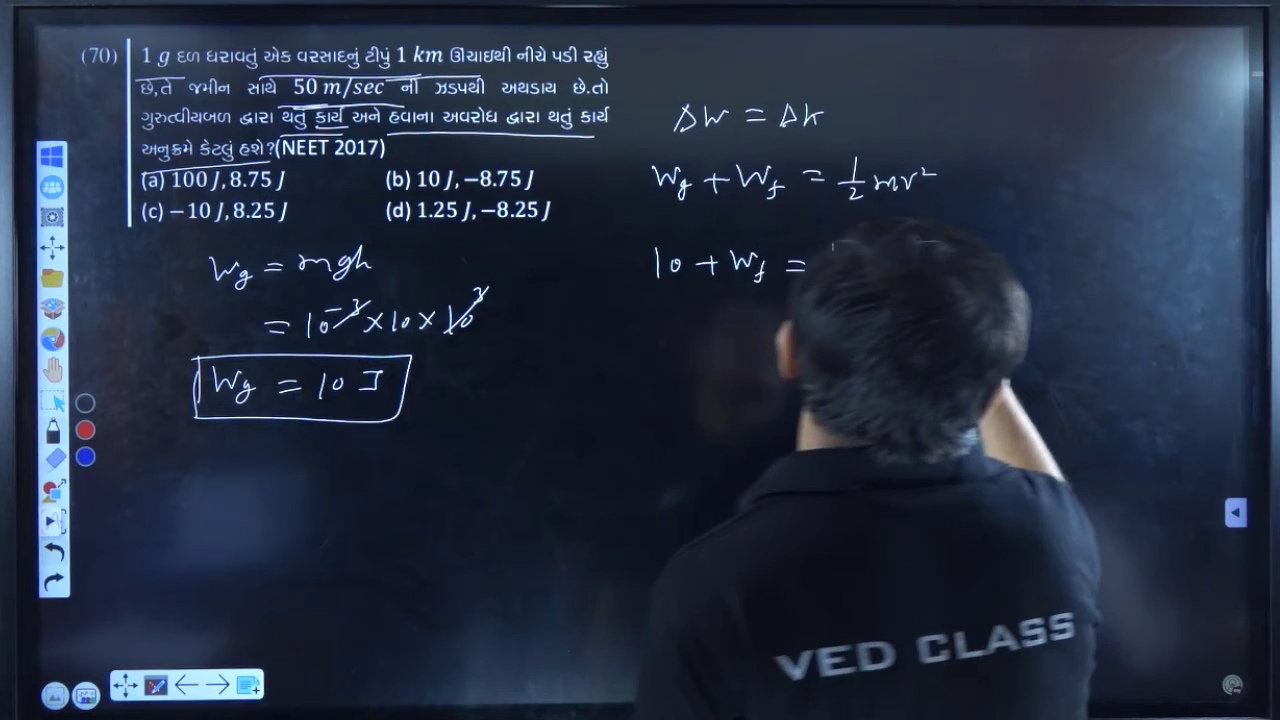 (70) 1 g દળ ધરાવતું એક વરસાદનું ટીપું 1 km ઊંચાઇથી નીચે પડી રહ્યું
છે,તે જમીન સાથે 50 m/sec ની ઝડપથી અથડાય છે.તો
ગુરુત્વીયબળ દ્વારા થતું કાર્ય અને હવાના અવરોધ દ્વારા થતું કાર્ય
અનુક્રમે કેટલું હશે?(NEET 2017)
(a) 100 J, 8.75 J (b) 10 J, −8.75 J
(c) −10 J, 8.25 J (d) 1.25 J, −8.25 J
Wg = mgh
= 10⁻³ × 10 × 10³
Wg = 10 J
ΔW = ΔK
Wg + Wf = 1/2 mv²
10 + Wf =
VED CLASS